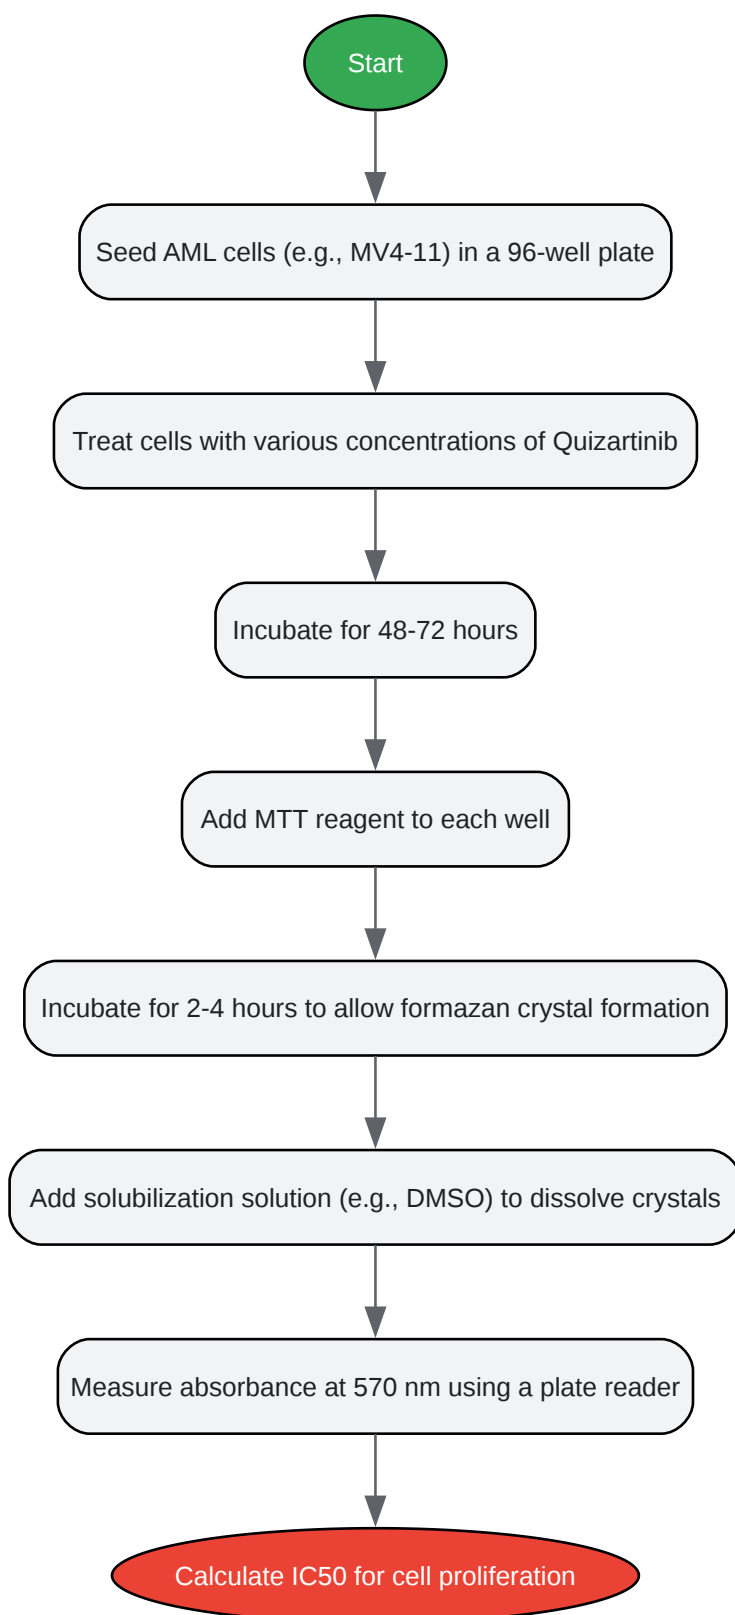 Start
Seed AML cells (e.g., MV4-11) in a 96-well plate
Treat cells with various concentrations of Quizartinib
Incubate for 48-72 hours
Add MTT reagent to each well
Incubate for 2-4 hours to allow formazan crystal formation
Add solubilization solution (e.g., DMSO) to dissolve crystals
Measure absorbance at 570 nm using a plate reader
Calculate IC50 for cell proliferation